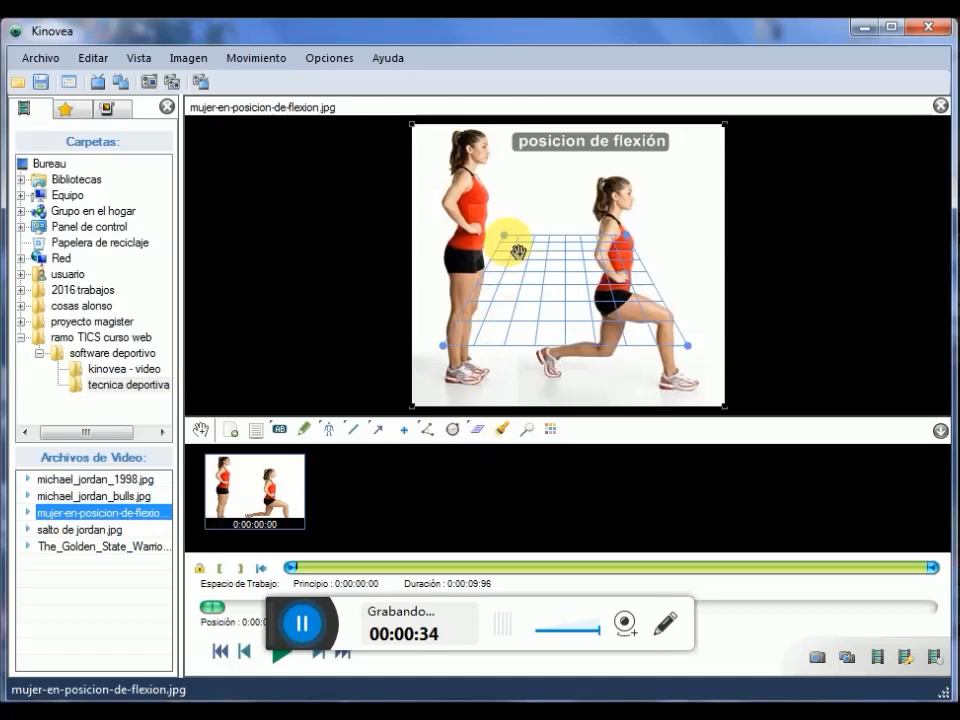 Kinovea
Archivo Editar Vista Imagen Movimiento Opciones Ayuda
mujer-en-posicion-de-flexion.jpg
Carpetas:
Bureau
Bibliotecas
Equipo
Grupo en el hogar
Panel de control
Papelera de reciclaje
Red
usuario
2016 trabajos
cosas alonso
proyecto magister
ramo TICS curso web
software deportivo
kinovea - video
tecnica deportiva
posicion de flexión
AB
Archivos de Video:
michael_jordan_1998.jpg
michael_jordan_bulls.jpg
mujer-en-posicion-de-flexio...
salto de jordan.jpg
The_Golden_State_Warrio...
0:00:00:00
Espacio de Trabajo: Principio : 0:00:00:00 Duración : 0:00:09:96
Posición : 0:00:0
Grabando...
00:00:34
mujer-en-posicion-de-flexion.jpg